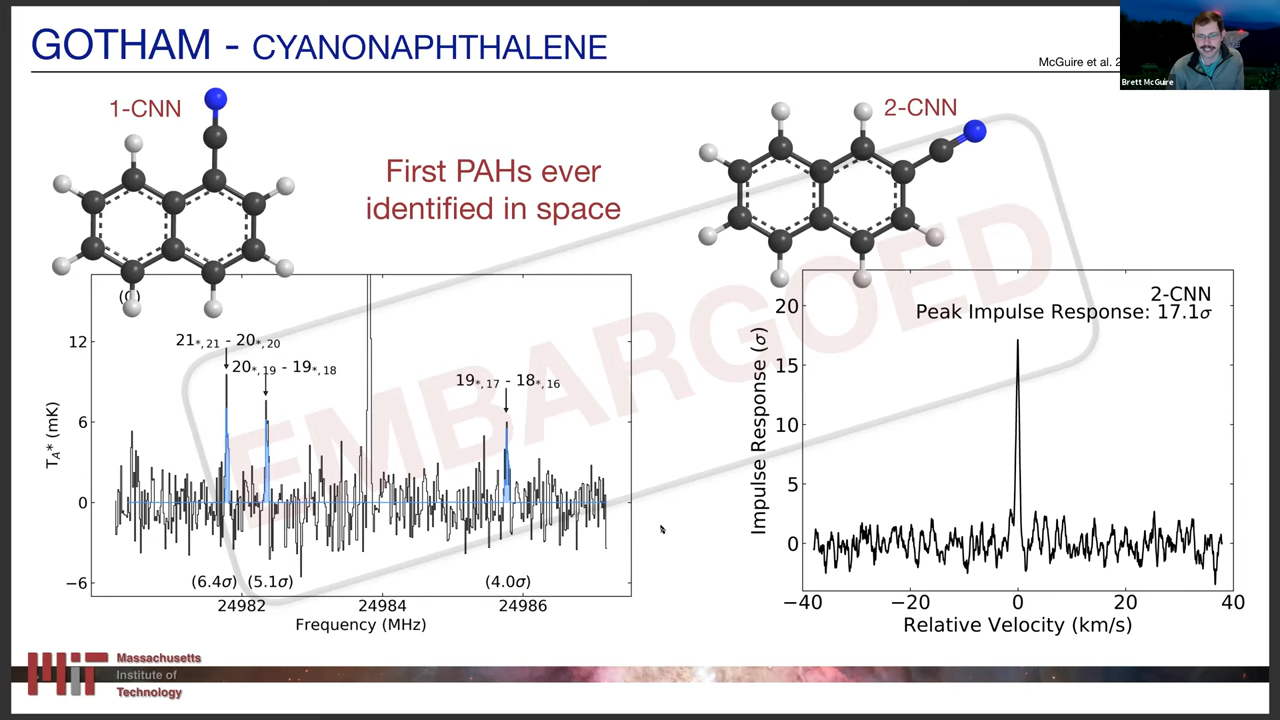 GOTHAM - CYANONAPHTHALENE
McGuire et al.
Brett McGuire
1-CNN
First PAHs ever
identified in space
2-CNN
EMBARGOED
21*,21 - 20*,20
20*,19 - 19*,18
19*,17 - 18*,16
12
6
0
−6
TA* (mK)
(6.4σ) (5.1σ) (4.0σ)
24982 24984 24986
Frequency (MHz)
2-CNN
Peak Impulse Response: 17.1σ
20
15
10
5
0
Impulse Response (σ)
−40 −20 0 20 40
Relative Velocity (km/s)
MIT
Massachusetts
Institute of
Technology